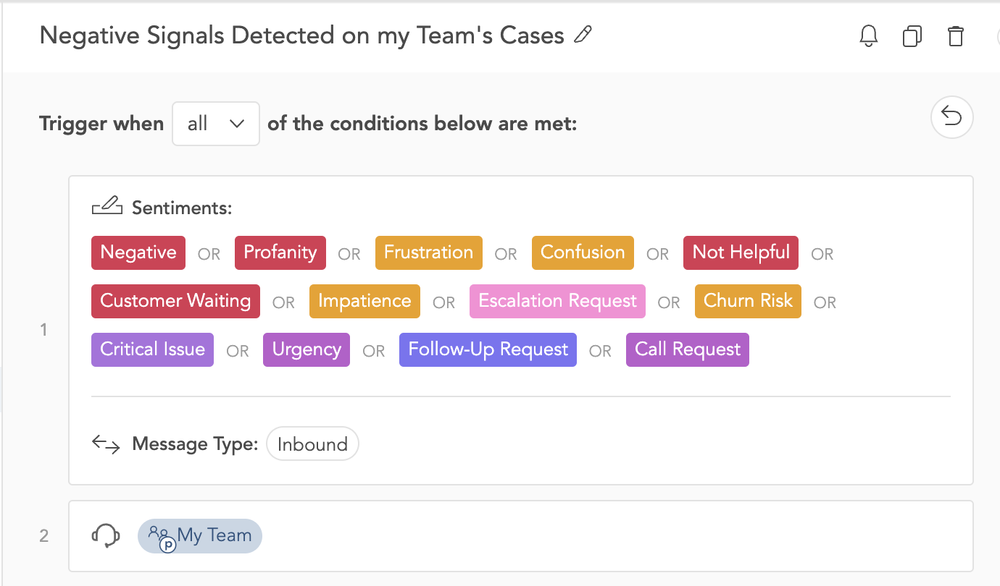 Negative Signals Detected on my Team's Cases
Trigger when all of the conditions below are met:
Sentiments:
Negative OR Profanity OR Frustration OR Confusion OR Not Helpful OR
Customer Waiting OR Impatience OR Escalation Request OR Churn Risk OR
1
Critical Issue OR Urgency OR Follow-Up Request OR Call Request
Message Type: Inbound
2 p My Team